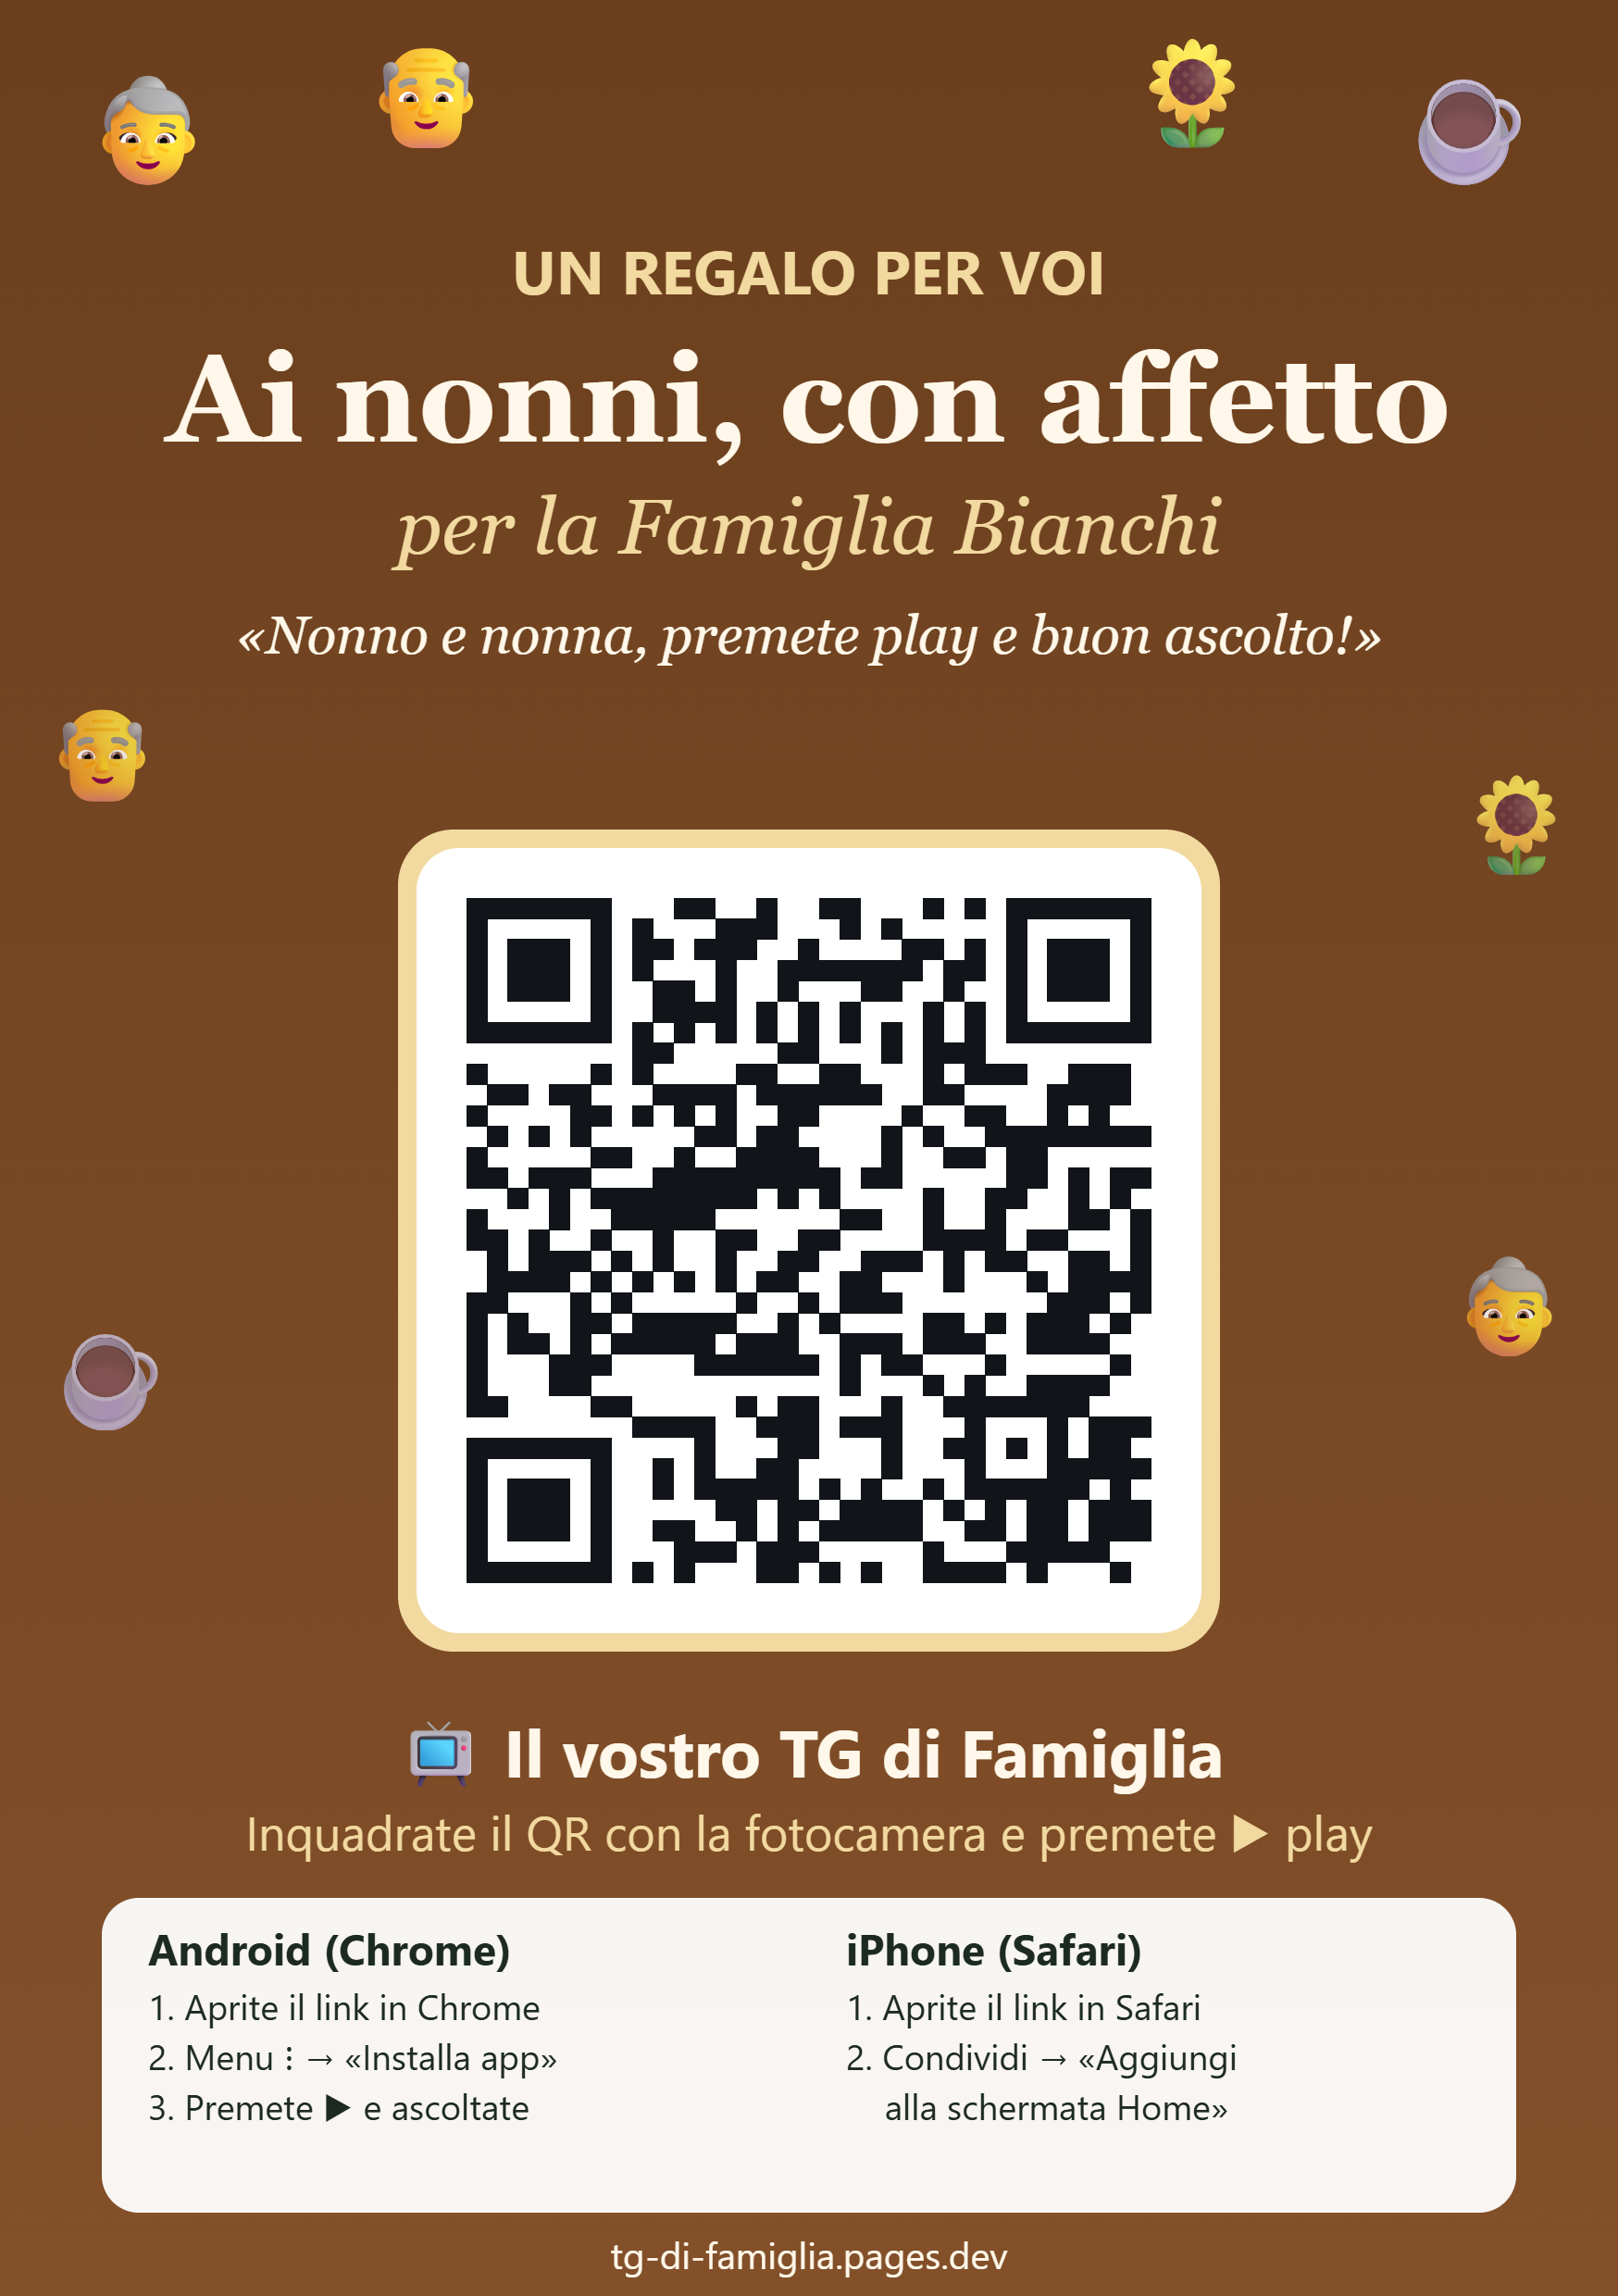 UN REGALO PER VOI
Ai nonni, con affetto
per la Famiglia Bianchi
«Nonno e nonna, premete play e buon ascolto!»
Il vostro TG di Famiglia
Inquadrate il QR con la fotocamera e premete ▶ play
Android (Chrome)
1. Aprite il link in Chrome
2. Menu ⋮ → «Installa app»
3. Premete ▶ e ascoltate
iPhone (Safari)
1. Aprite il link in Safari
2. Condividi → «Aggiungi
alla schermata Home»
tg-di-famiglia.pages.dev